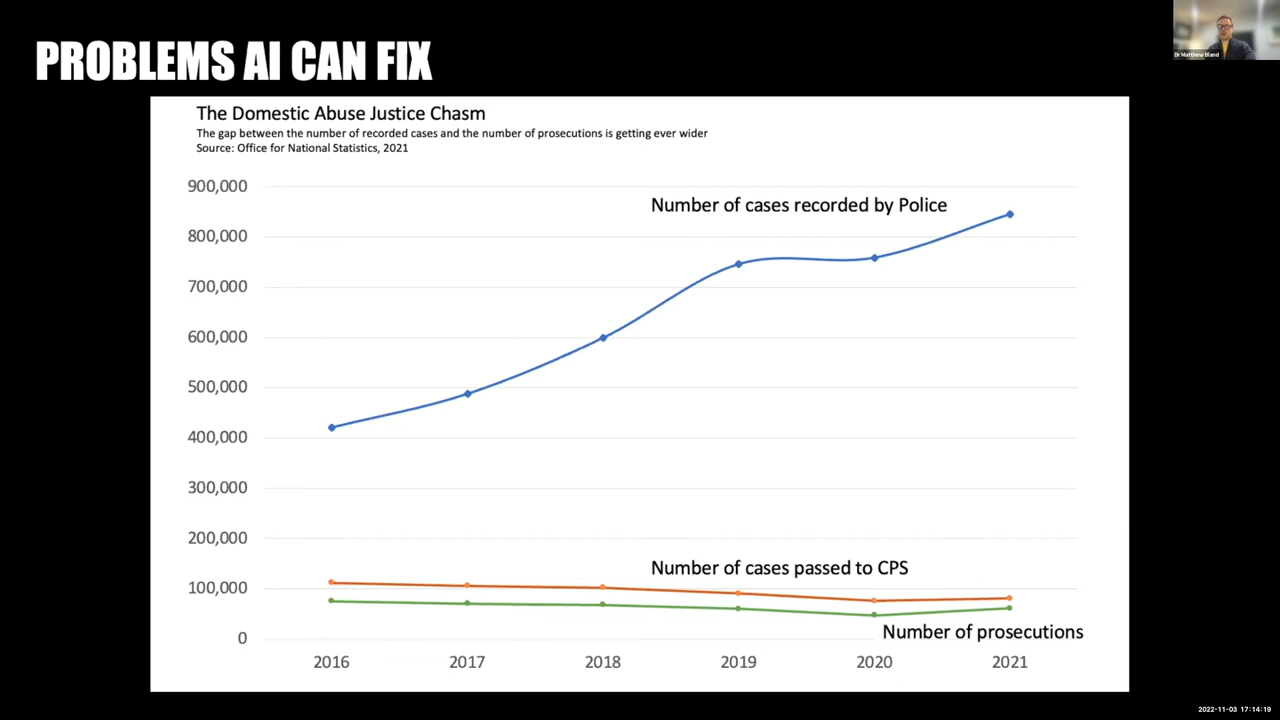 PROBLEMS AI CAN FIX
Dr Matthew Bland
The Domestic Abuse Justice Chasm
The gap between the number of recorded cases and the number of prosecutions is getting ever wider
Source: Office for National Statistics, 2021
900,000
Number of cases recorded by Police
800,000
700,000
600,000
500,000
400,000
300,000
200,000
Number of cases passed to CPS
100,000
Number of prosecutions
0
2016 2017 2018 2019 2020 2021
2022-11-03 17:14:19